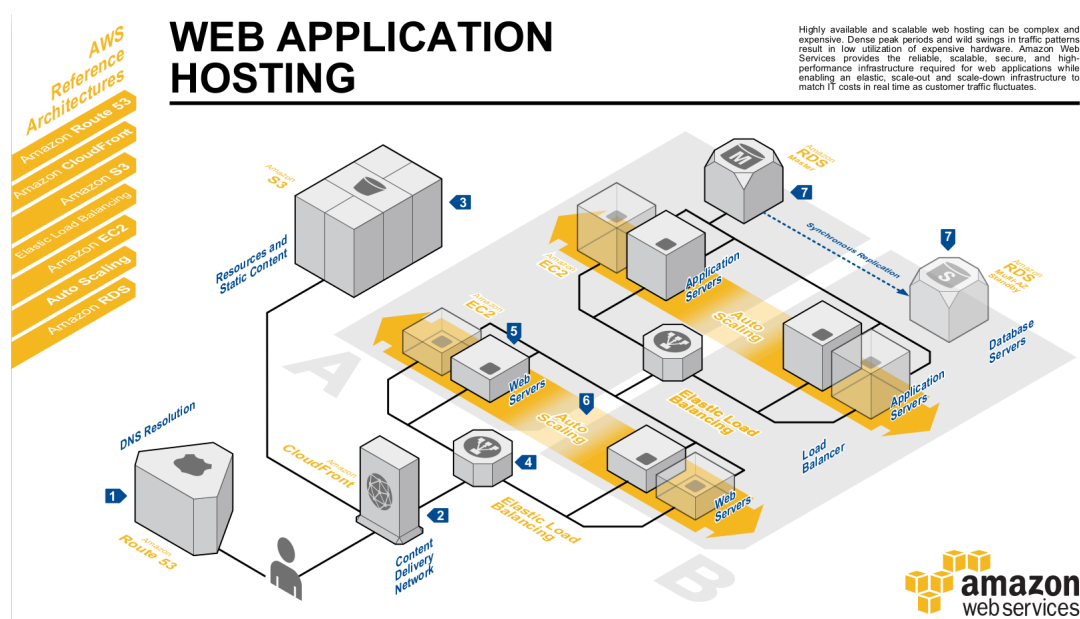 WEB APPLICATION
HOSTING
Highly available and scalable web hosting can be complex and
expensive. Dense peak periods and wild swings in traffic patterns
result in low utilization of expensive hardware. Amazon Web
Services provides the reliable, scalable, secure, and high-
performance infrastructure required for web applications while
enabling an elastic, scale-out and scale-down infrastructure to
match IT costs in real time as customer traffic fluctuates.
AWS
Reference
Architectures
Amazon Route 53
Amazon CloudFront
Amazon S3
Elastic Load Balancing
Amazon EC2
Auto Scaling
Amazon RDS
Amazon
S3
3
Resources and
Static Content
M
Amazon
RDS
Master
7
Synchronous Replication
7
S
Amazon
RDS
Multi-AZ
Standby
Database
Servers
Amazon
EC2
Application
Servers
Auto
Scaling
Application
Servers
Elastic Load
Balancing
Load
Balancer
Amazon
EC2
5
Web
Servers
6
Auto
Scaling
Web
Servers
A
B
4
Elastic Load
Balancing
DNS Resolution
1
Amazon
Route 53
Amazon
CloudFront
2
Content
Delivery
Network
amazon
web services